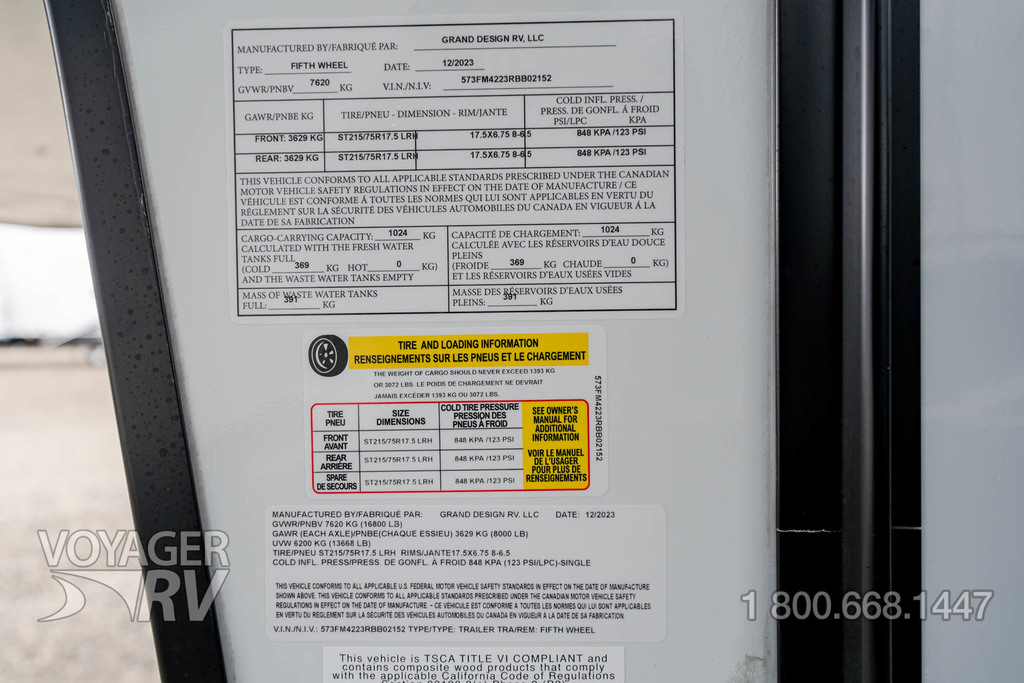 MANUFACTURED BY/FABRIQUÉ PAR: GRAND DESIGN RV, LLC
TYPE: FIFTH WHEEL DATE: 12/2023
GVWR/PNBV 7620 KG V.I.N./N.I.V: 573FM4223RBB02152
GAWR/PNBE KG TIRE/PNEU - DIMENSION - RIM/JANTE
COLD INFL. PRESS. /
PRESS. DE GONFL. Á FROID
PSI/LPC KPA
FRONT: 3629 KG ST215/75R17.5 LRH 17.5X6.75 8-6.5 848 KPA /123 PSI
REAR: 3629 KG ST215/75R17.5 LRH 17.5X6.75 8-6.5 848 KPA /123 PSI
THIS VEHICLE CONFORMS TO ALL APPLICABLE STANDARDS PRESCRIBED UNDER THE CANADIAN
MOTOR VEHICLE SAFETY REGULATIONS IN EFFECT ON THE DATE OF MANUFACTURE / CE
VÉHICULE EST CONFORME Á TOUTES LES NORMES QUI LUI SONT APPLICABLES EN VERTU DU
RÉGLEMENT SUR LA SÉCURITÉ DES VÉHICULES AUTOMOBILES DU CANADA EN VIGUEUR Á LA
DATE DE SA FABRICATION
CARGO-CARRYING CAPACITY: 1024 KG
CALCULATED WITH THE FRESH WATER
TANKS FULL
(COLD 369 KG HOT 0 KG)
AND THE WASTE WATER TANKS EMPTY
CAPACITÉ DE CHARGEMENT: 1024 KG
CALCULÉE AVEC LES RÉSERVOIRS D'EAU DOUCE
PLEINS
(FROIDE 369 KG CHAUDE 0 KG)
ET LES RÉSERVOIRS D'EAUX USÉES VIDES
MASS OF WASTE WATER TANKS
FULL: 391 KG
MASSE DES RÉSERVOIRS D'EAUX USÉES
PLEINS: 391 KG
TIRE AND LOADING INFORMATION
RENSEIGNEMENTS SUR LES PNEUS ET LE CHARGEMENT
THE WEIGHT OF CARGO SHOULD NEVER EXCEED 1393 KG
OR 3072 LBS. LE POIDS DE CHARGEMENT NE DEVRAIT
JAMAIS EXCÉDER 1393 KG OU 3072 LBS.
573FM4223RBB02152
TIRE
PNEU
SIZE
DIMENSIONS
COLD TIRE PRESSURE
PRESSION DES
PNEUS À FROID
FRONT
AVANT
ST215/75R17.5 LRH 848 KPA /123 PSI
REAR
ARRIÈRE
ST215/75R17.5 LRH 848 KPA /123 PSI
SPARE
DE SECOURS
ST215/75R17.5 LRH 848 KPA /123 PSI
SEE OWNER'S
MANUAL FOR
ADDITIONAL
INFORMATION
VOIR LE MANUEL
DE L'USAGER
POUR PLUS DE
RENSEIGNEMENTS
MANUFACTURED BY/FABRIQUÉ PAR: GRAND DESIGN RV, LLC DATE: 12/2023
GVWR/PNBV 7620 KG (16800 LB)
GAWR (EACH AXLE)/PNBE(CHAQUE ESSIEU) 3629 KG (8000 LB)
UVW 6200 KG (13668 LB)
TIRE/PNEU ST215/75R17.5 LRH RIMS/JANTE17.5X6.75 8-6.5
COLD INFL. PRESS/PRESS. DE GONFL. À FROID 848 KPA (123 PSI/LPC)-SINGLE
THIS VEHICLE CONFORMS TO ALL APPLICABLE U.S. FEDERAL MOTOR VEHICLE SAFETY STANDARDS IN EFFECT ON THE DATE OF MANUFACTURE
SHOWN ABOVE. THIS VEHICLE CONFORMS TO ALL APPLICABLE STANDARDS PRESCRIBED UNDER THE CANADIAN MOTOR VEHICLE SAFETY
REGULATIONS IN EFFECT ON THE DATE OF MANUFACTURE. - CE VÉHICULE EST CONFORME A TOUTES LES NORMES QUI LUI SONT APPLICABLES
EN VERTU DU REGLEMENT SUR LA SECURITÉ DES VÉHICULES AUTOMOBILES DU CANADA EN VIGUEUR A LA DATE DE SA FABRICATION.
V.I.N./N.I.V.: 573FM4223RBB02152 TYPE/TYPE: TRAILER TRA/REM: FIFTH WHEEL
This vehicle is TSCA TITLE VI COMPLIANT and
contains composite wood products that comply
with the applicable California Code of Regulations
VOYAGER
RV
1 800.668.1447